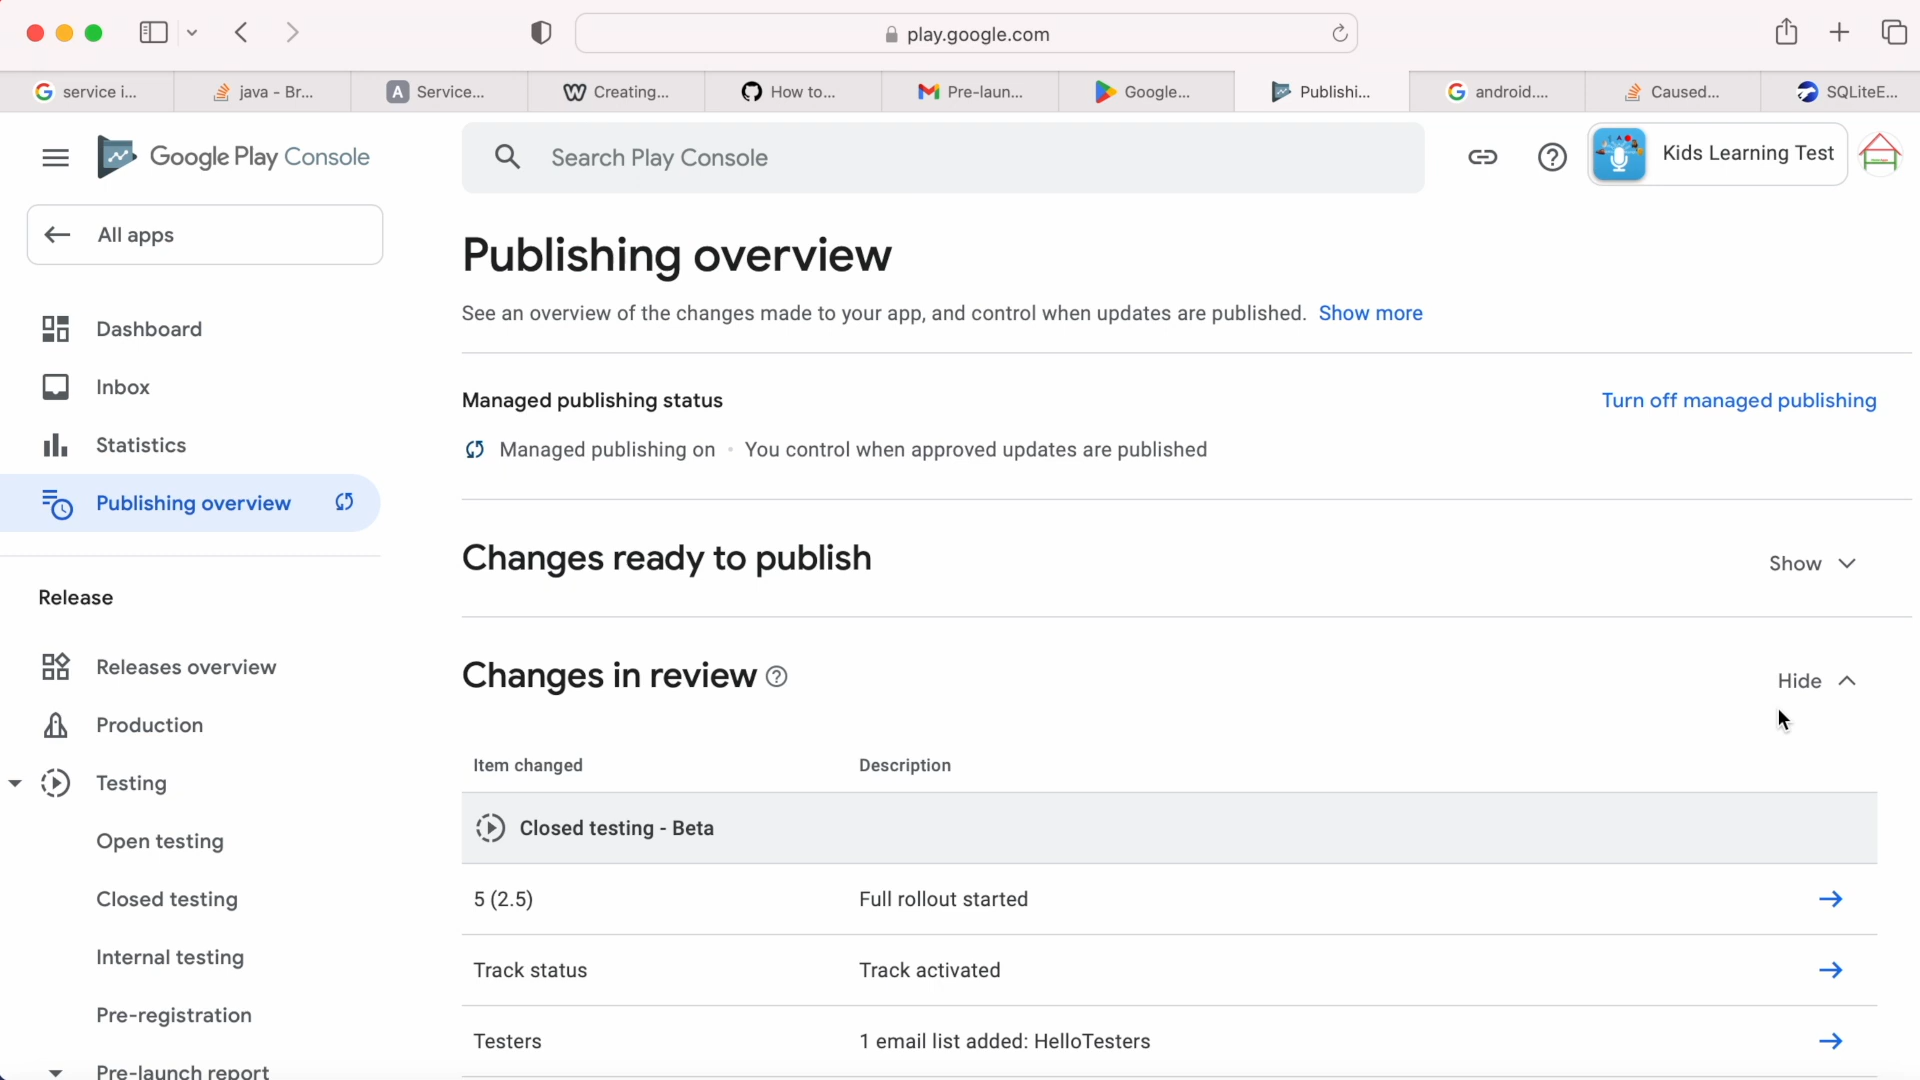 play.google.com
service i...
java - Br...
A Service...
Creating...
How to...
Pre-laun...
Google...
Publishi...
android....
Caused...
SQLiteE...
Google Play Console
Search Play Console
Kids Learning Test
All apps
Dashboard
Inbox
Statistics
Publishing overview
Release
Releases overview
Production
Testing
Open testing
Closed testing
Internal testing
Pre-registration
Pre-launch report
Publishing overview
See an overview of the changes made to your app, and control when updates are published. Show more
Managed publishing status
Turn off managed publishing
Managed publishing on · You control when approved updates are published
Changes ready to publish
Show
Changes in review
Hide
Item changed Description
Closed testing - Beta
5 (2.5) Full rollout started
Track status Track activated
Testers 1 email list added: HelloTesters